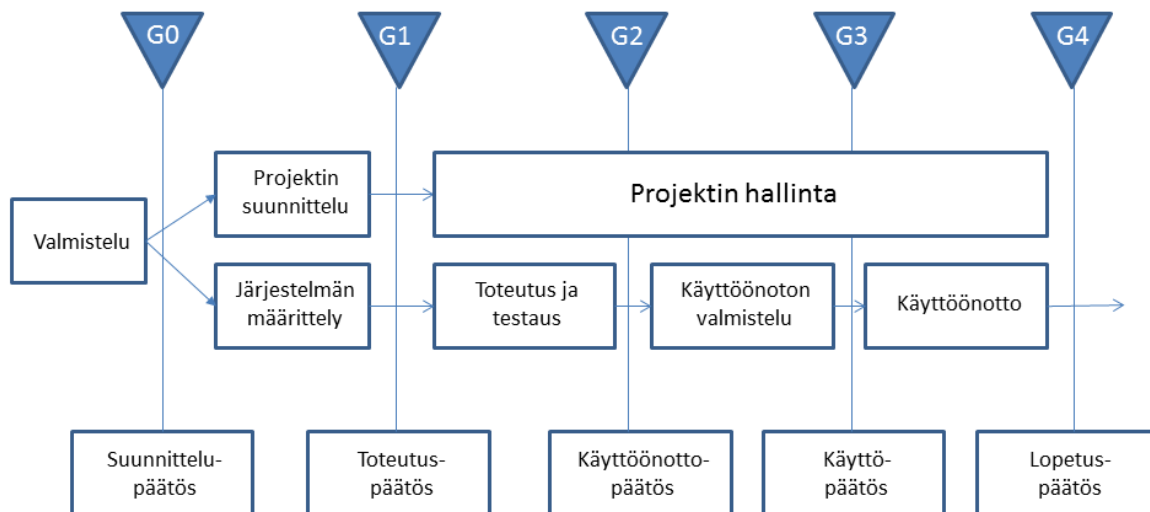 G0
G1
G2
G3
G4
Projektin
suunnittelu
Projektin hallinta
Valmistelu
Järjestelmän
määrittely
Toteutus ja
testaus
Käyttöönoton
valmistelu
Käyttöönotto
Suunnittelu-
päätös
Toteutus-
päätös
Käyttöönotto-
päätös
Käyttö-
päätös
Lopetus-
päätös